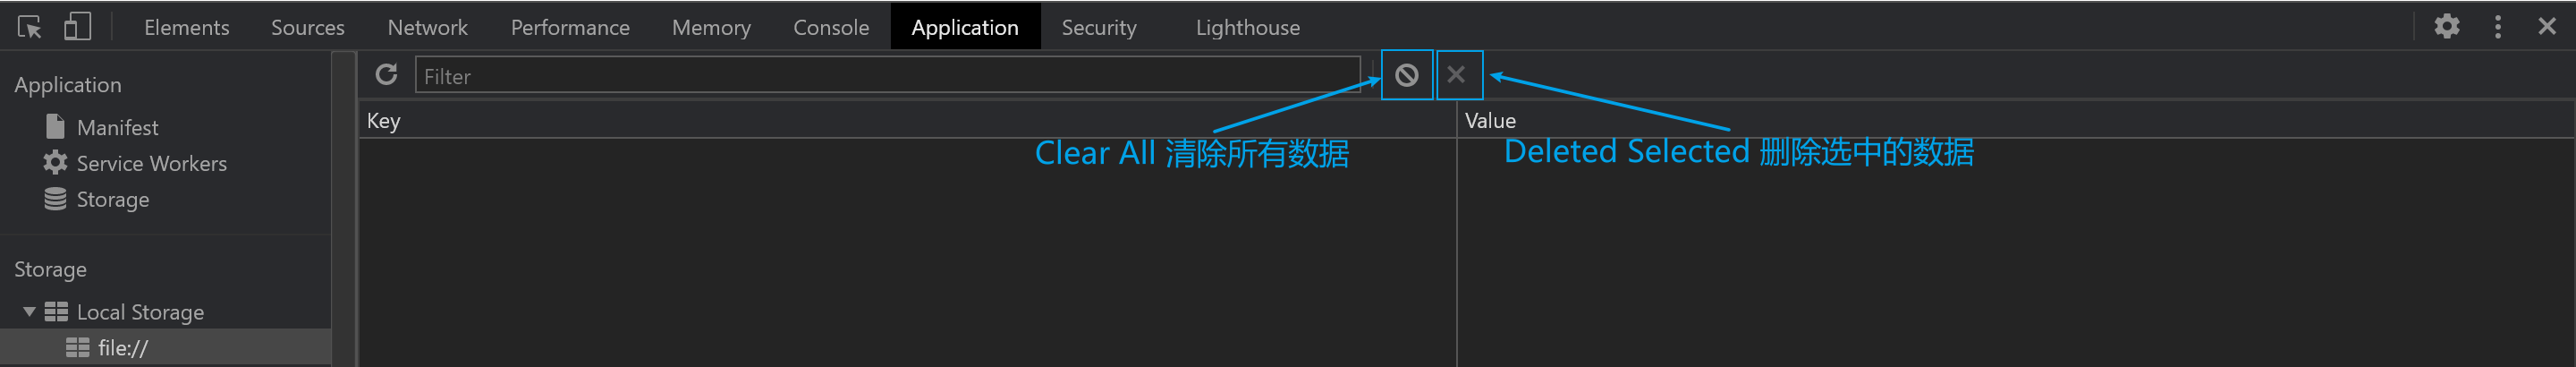 Elements Sources Network Performance Memory Console Application Security Lighthouse
Application
Filter
Manifest
Service Workers
Storage
Key Value
Clear All 清除所有数据
Deleted Selected 删除选中的数据
Storage
Local Storage
file://